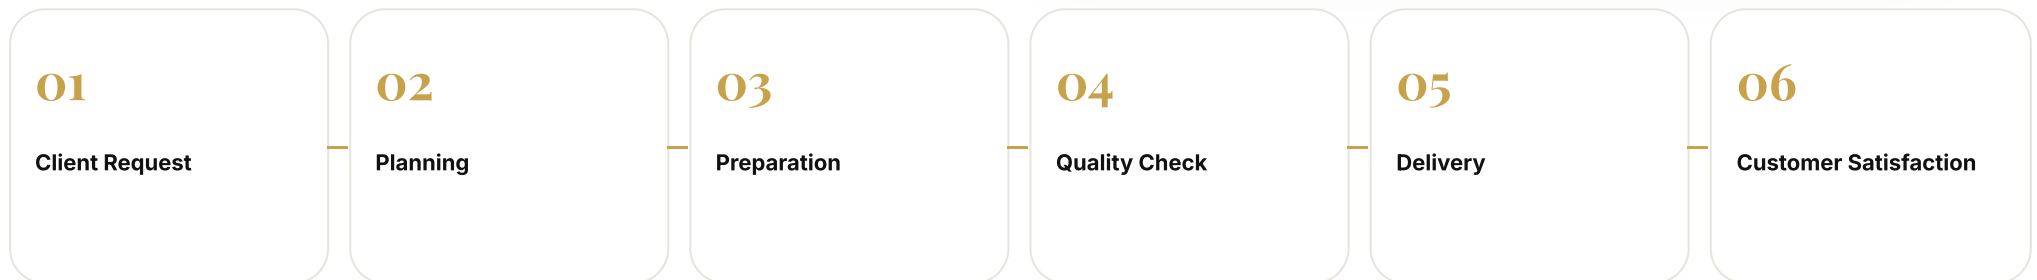 01
Client Request
02
Planning
03
Preparation
04
Quality Check
05
Delivery
06
Customer Satisfaction